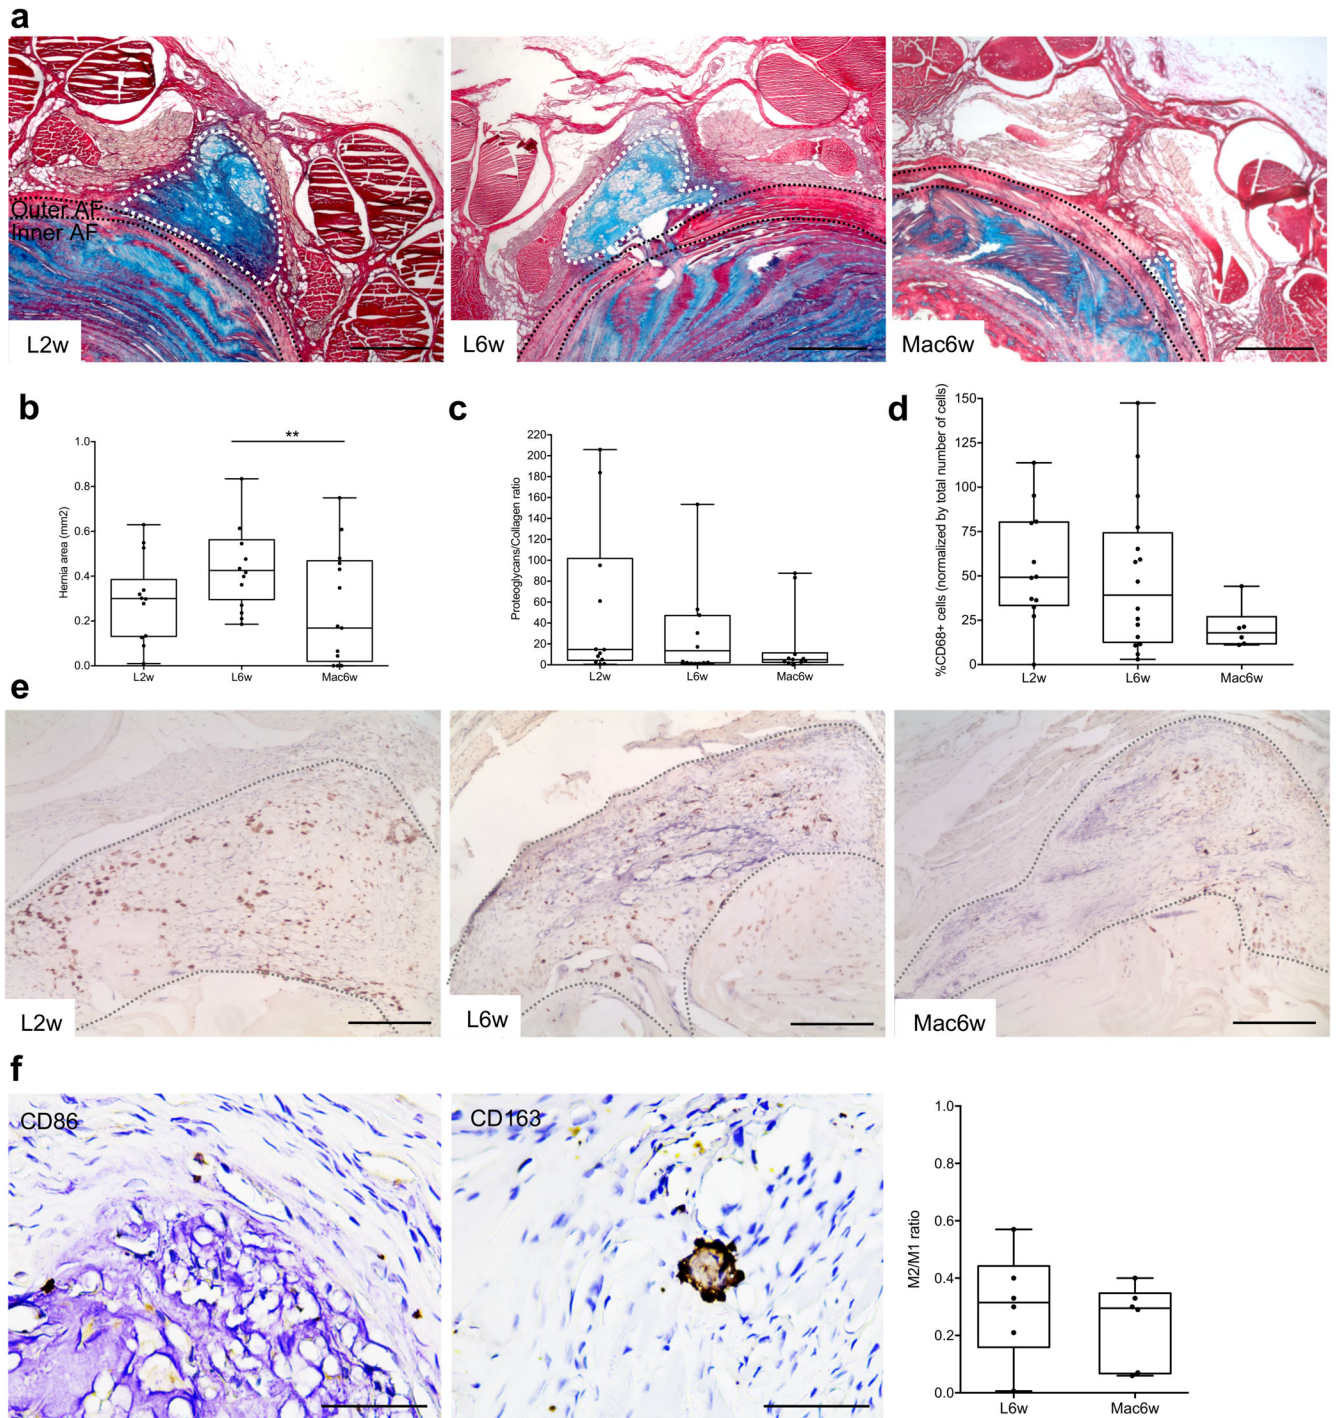 a
Outer AF
Inner AF
L2w
L6w
Mac6w
b
Hernia area (mm2)
1.0
0.8
0.6
0.4
0.2
0.0
**
L2w
L6w
Mac6w
c
Proteoglycans/Collagen ratio
220
200
180
160
140
120
100
80
60
40
20
0
L2w
L6w
Mac6w
d
%CD68+ cells (normalized by total number of cells)
150
125
100
75
50
25
0
L2w
L6w
Mac6w
e
L2w
L6w
Mac6w
f
CD86
CD163
M2/M1 ratio
1.0
0.8
0.6
0.4
0.2
0.0
L6w
Mac6w